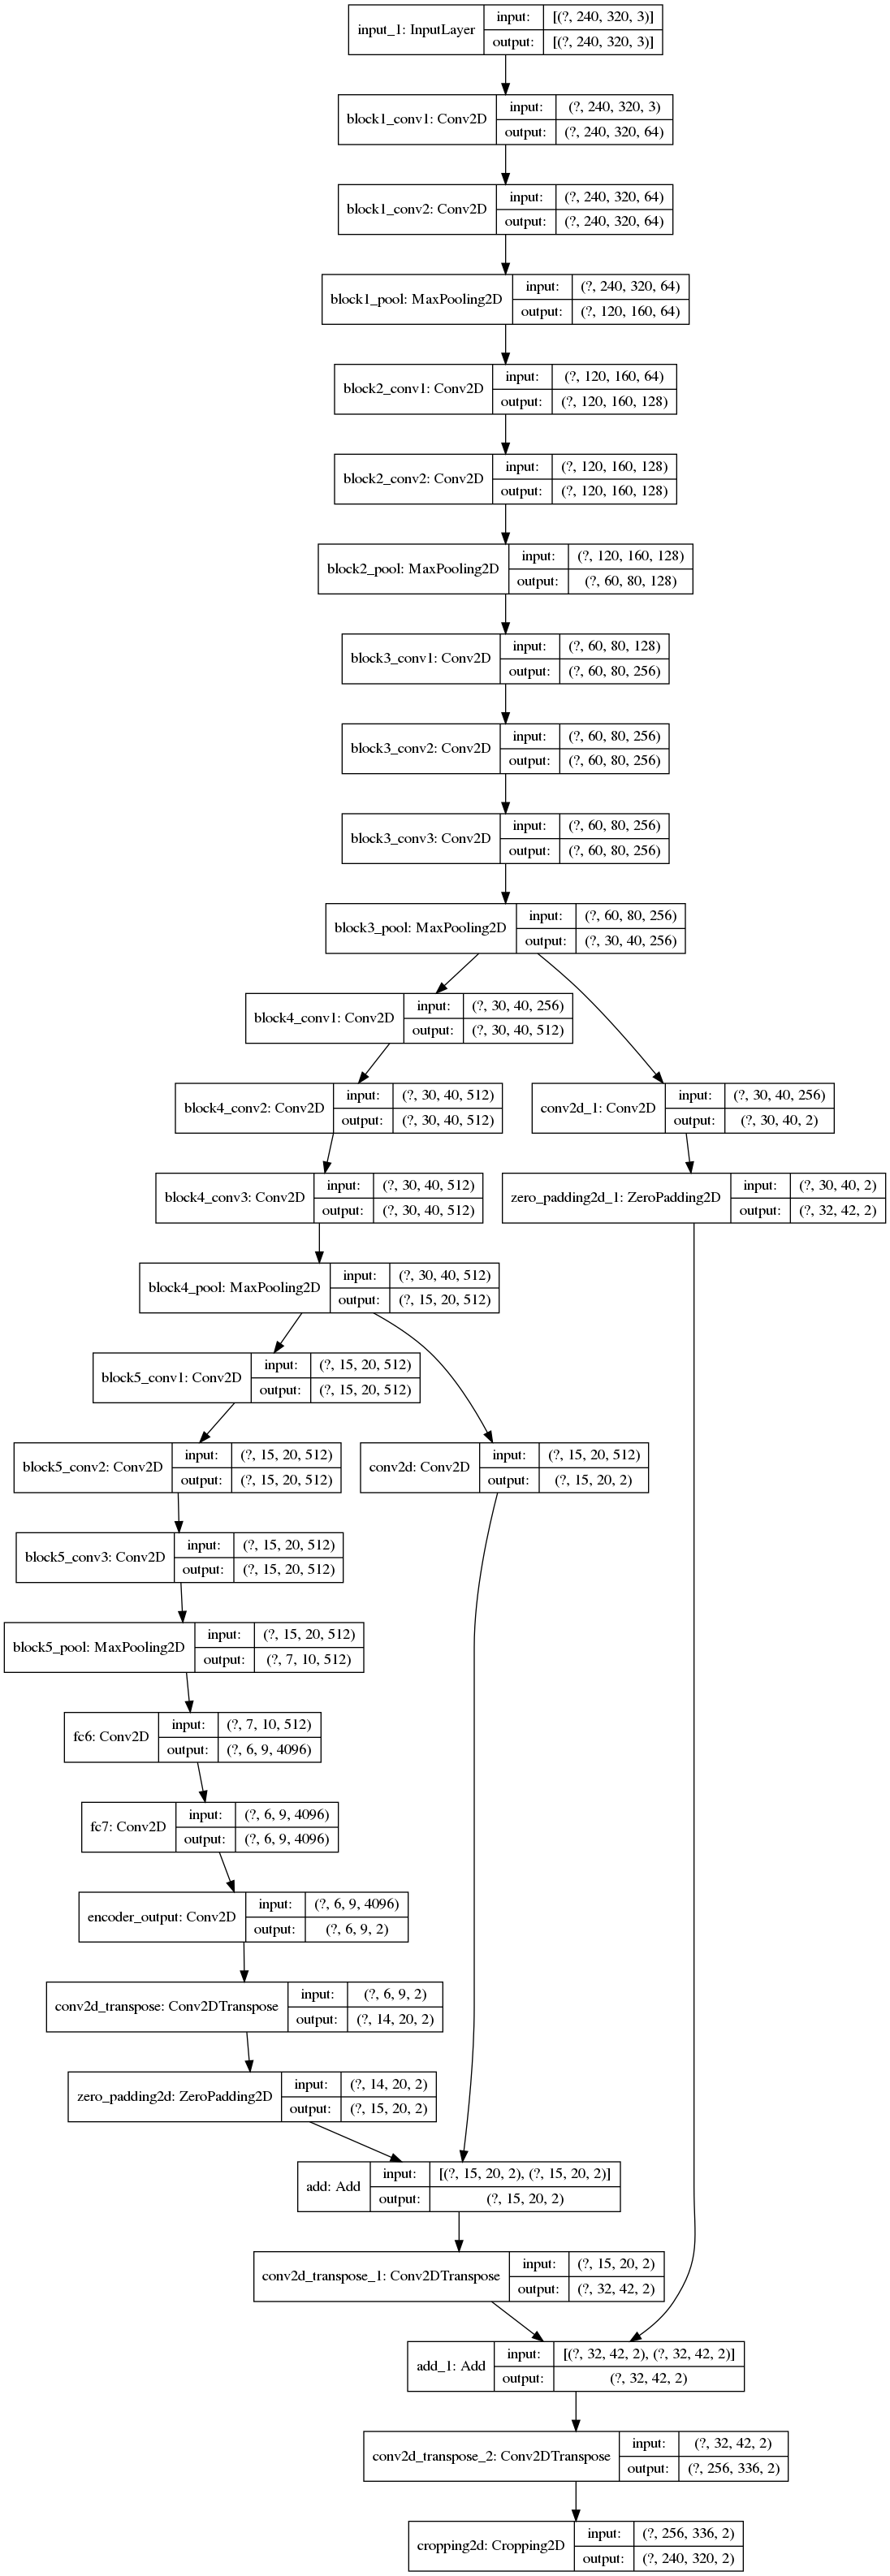 input_1: InputLayer
input: [(?, 240, 320, 3)]
output: [(?, 240, 320, 3)]
block1_conv1: Conv2D
input: (?, 240, 320, 3)
output: (?, 240, 320, 64)
block1_conv2: Conv2D
input: (?, 240, 320, 64)
output: (?, 240, 320, 64)
block1_pool: MaxPooling2D
input: (?, 240, 320, 64)
output: (?, 120, 160, 64)
block2_conv1: Conv2D
input: (?, 120, 160, 64)
output: (?, 120, 160, 128)
block2_conv2: Conv2D
input: (?, 120, 160, 128)
output: (?, 120, 160, 128)
block2_pool: MaxPooling2D
input: (?, 120, 160, 128)
output: (?, 60, 80, 128)
block3_conv1: Conv2D
input: (?, 60, 80, 128)
output: (?, 60, 80, 256)
block3_conv2: Conv2D
input: (?, 60, 80, 256)
output: (?, 60, 80, 256)
block3_conv3: Conv2D
input: (?, 60, 80, 256)
output: (?, 60, 80, 256)
block3_pool: MaxPooling2D
input: (?, 60, 80, 256)
output: (?, 30, 40, 256)
block4_conv1: Conv2D
input: (?, 30, 40, 256)
output: (?, 30, 40, 512)
block4_conv2: Conv2D
input: (?, 30, 40, 512)
output: (?, 30, 40, 512)
conv2d_1: Conv2D
input: (?, 30, 40, 256)
output: (?, 30, 40, 2)
block4_conv3: Conv2D
input: (?, 30, 40, 512)
output: (?, 30, 40, 512)
zero_padding2d_1: ZeroPadding2D
input: (?, 30, 40, 2)
output: (?, 32, 42, 2)
block4_pool: MaxPooling2D
input: (?, 30, 40, 512)
output: (?, 15, 20, 512)
block5_conv1: Conv2D
input: (?, 15, 20, 512)
output: (?, 15, 20, 512)
block5_conv2: Conv2D
input: (?, 15, 20, 512)
output: (?, 15, 20, 512)
conv2d: Conv2D
input: (?, 15, 20, 512)
output: (?, 15, 20, 2)
block5_conv3: Conv2D
input: (?, 15, 20, 512)
output: (?, 15, 20, 512)
block5_pool: MaxPooling2D
input: (?, 15, 20, 512)
output: (?, 7, 10, 512)
fc6: Conv2D
input: (?, 7, 10, 512)
output: (?, 6, 9, 4096)
fc7: Conv2D
input: (?, 6, 9, 4096)
output: (?, 6, 9, 4096)
encoder_output: Conv2D
input: (?, 6, 9, 4096)
output: (?, 6, 9, 2)
conv2d_transpose: Conv2DTranspose
input: (?, 6, 9, 2)
output: (?, 14, 20, 2)
zero_padding2d: ZeroPadding2D
input: (?, 14, 20, 2)
output: (?, 15, 20, 2)
add: Add
input: [(?, 15, 20, 2), (?, 15, 20, 2)]
output: (?, 15, 20, 2)
conv2d_transpose_1: Conv2DTranspose
input: (?, 15, 20, 2)
output: (?, 32, 42, 2)
add_1: Add
input: [(?, 32, 42, 2), (?, 32, 42, 2)]
output: (?, 32, 42, 2)
conv2d_transpose_2: Conv2DTranspose
input: (?, 32, 42, 2)
output: (?, 256, 336, 2)
cropping2d: Cropping2D
input: (?, 256, 336, 2)
output: (?, 240, 320, 2)